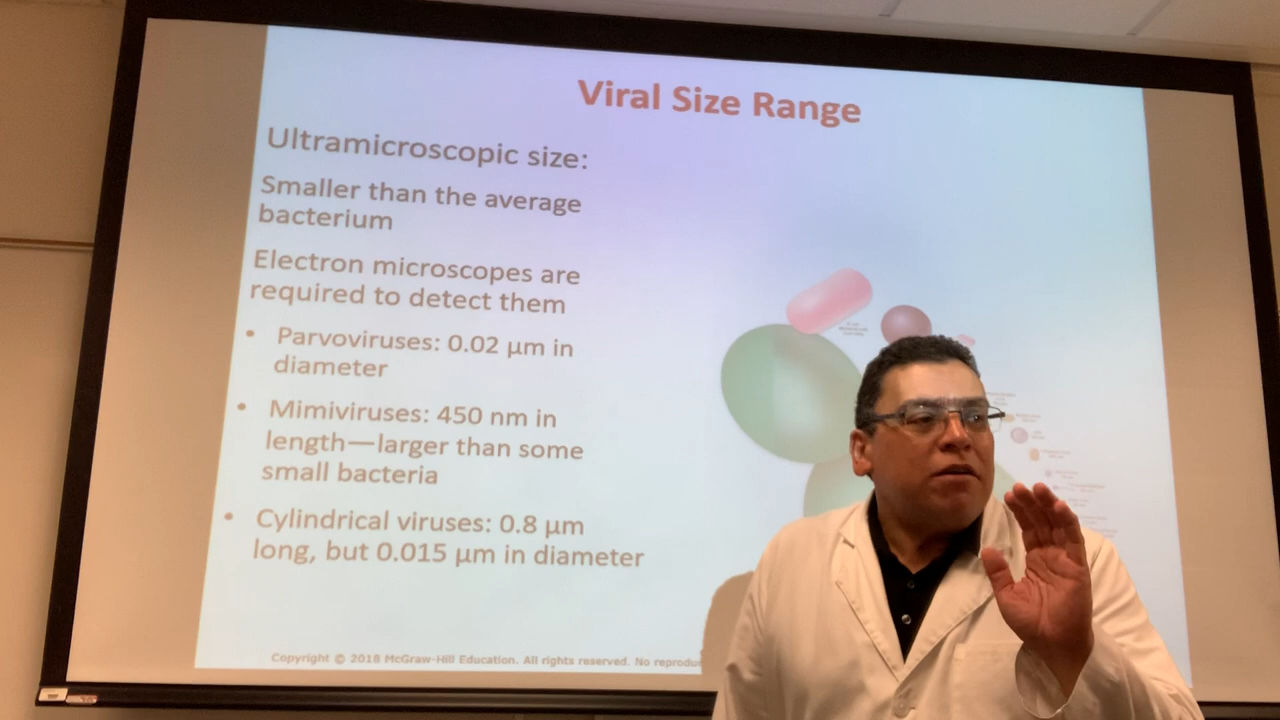 Viral Size Range
Ultramicroscopic size:
Smaller than the average
bacterium
Electron microscopes are
required to detect them
• Parvoviruses: 0.02 µm in
diameter
• Mimiviruses: 450 nm in
length—larger than some
small bacteria
• Cylindrical viruses: 0.8 µm
long, but 0.015 µm in diameter
Copyright © 2018 McGraw-Hill Education. All rights reserved. No reprodu